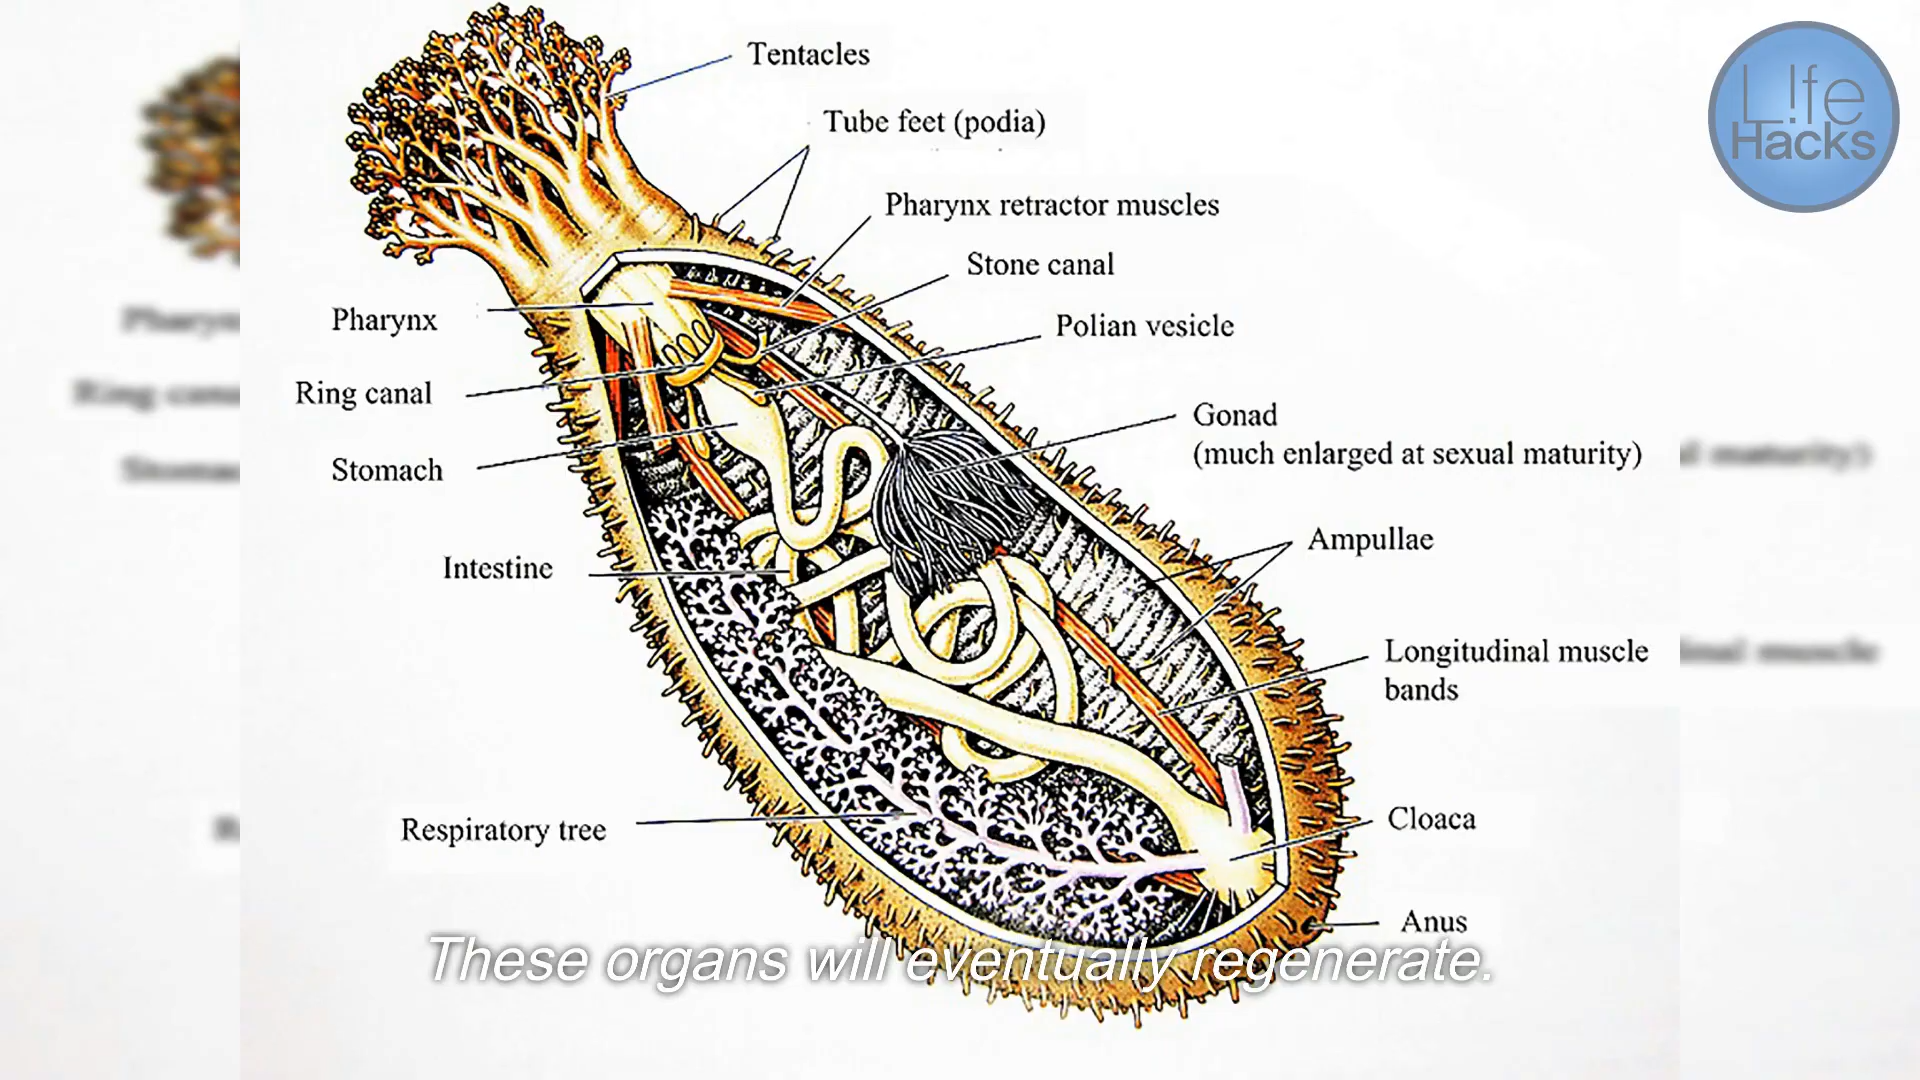 Tentacles
Tube feet (podia)
Pharynx retractor muscles
Stone canal
Polian vesicle
Pharynx
Ring canal
Stomach
Gonad
(much enlarged at sexual maturity)
Intestine
Ampullae
Longitudinal muscle
bands
Respiratory tree
Cloaca
Anus
These organs will eventually regenerate.
L!fe
Hacks